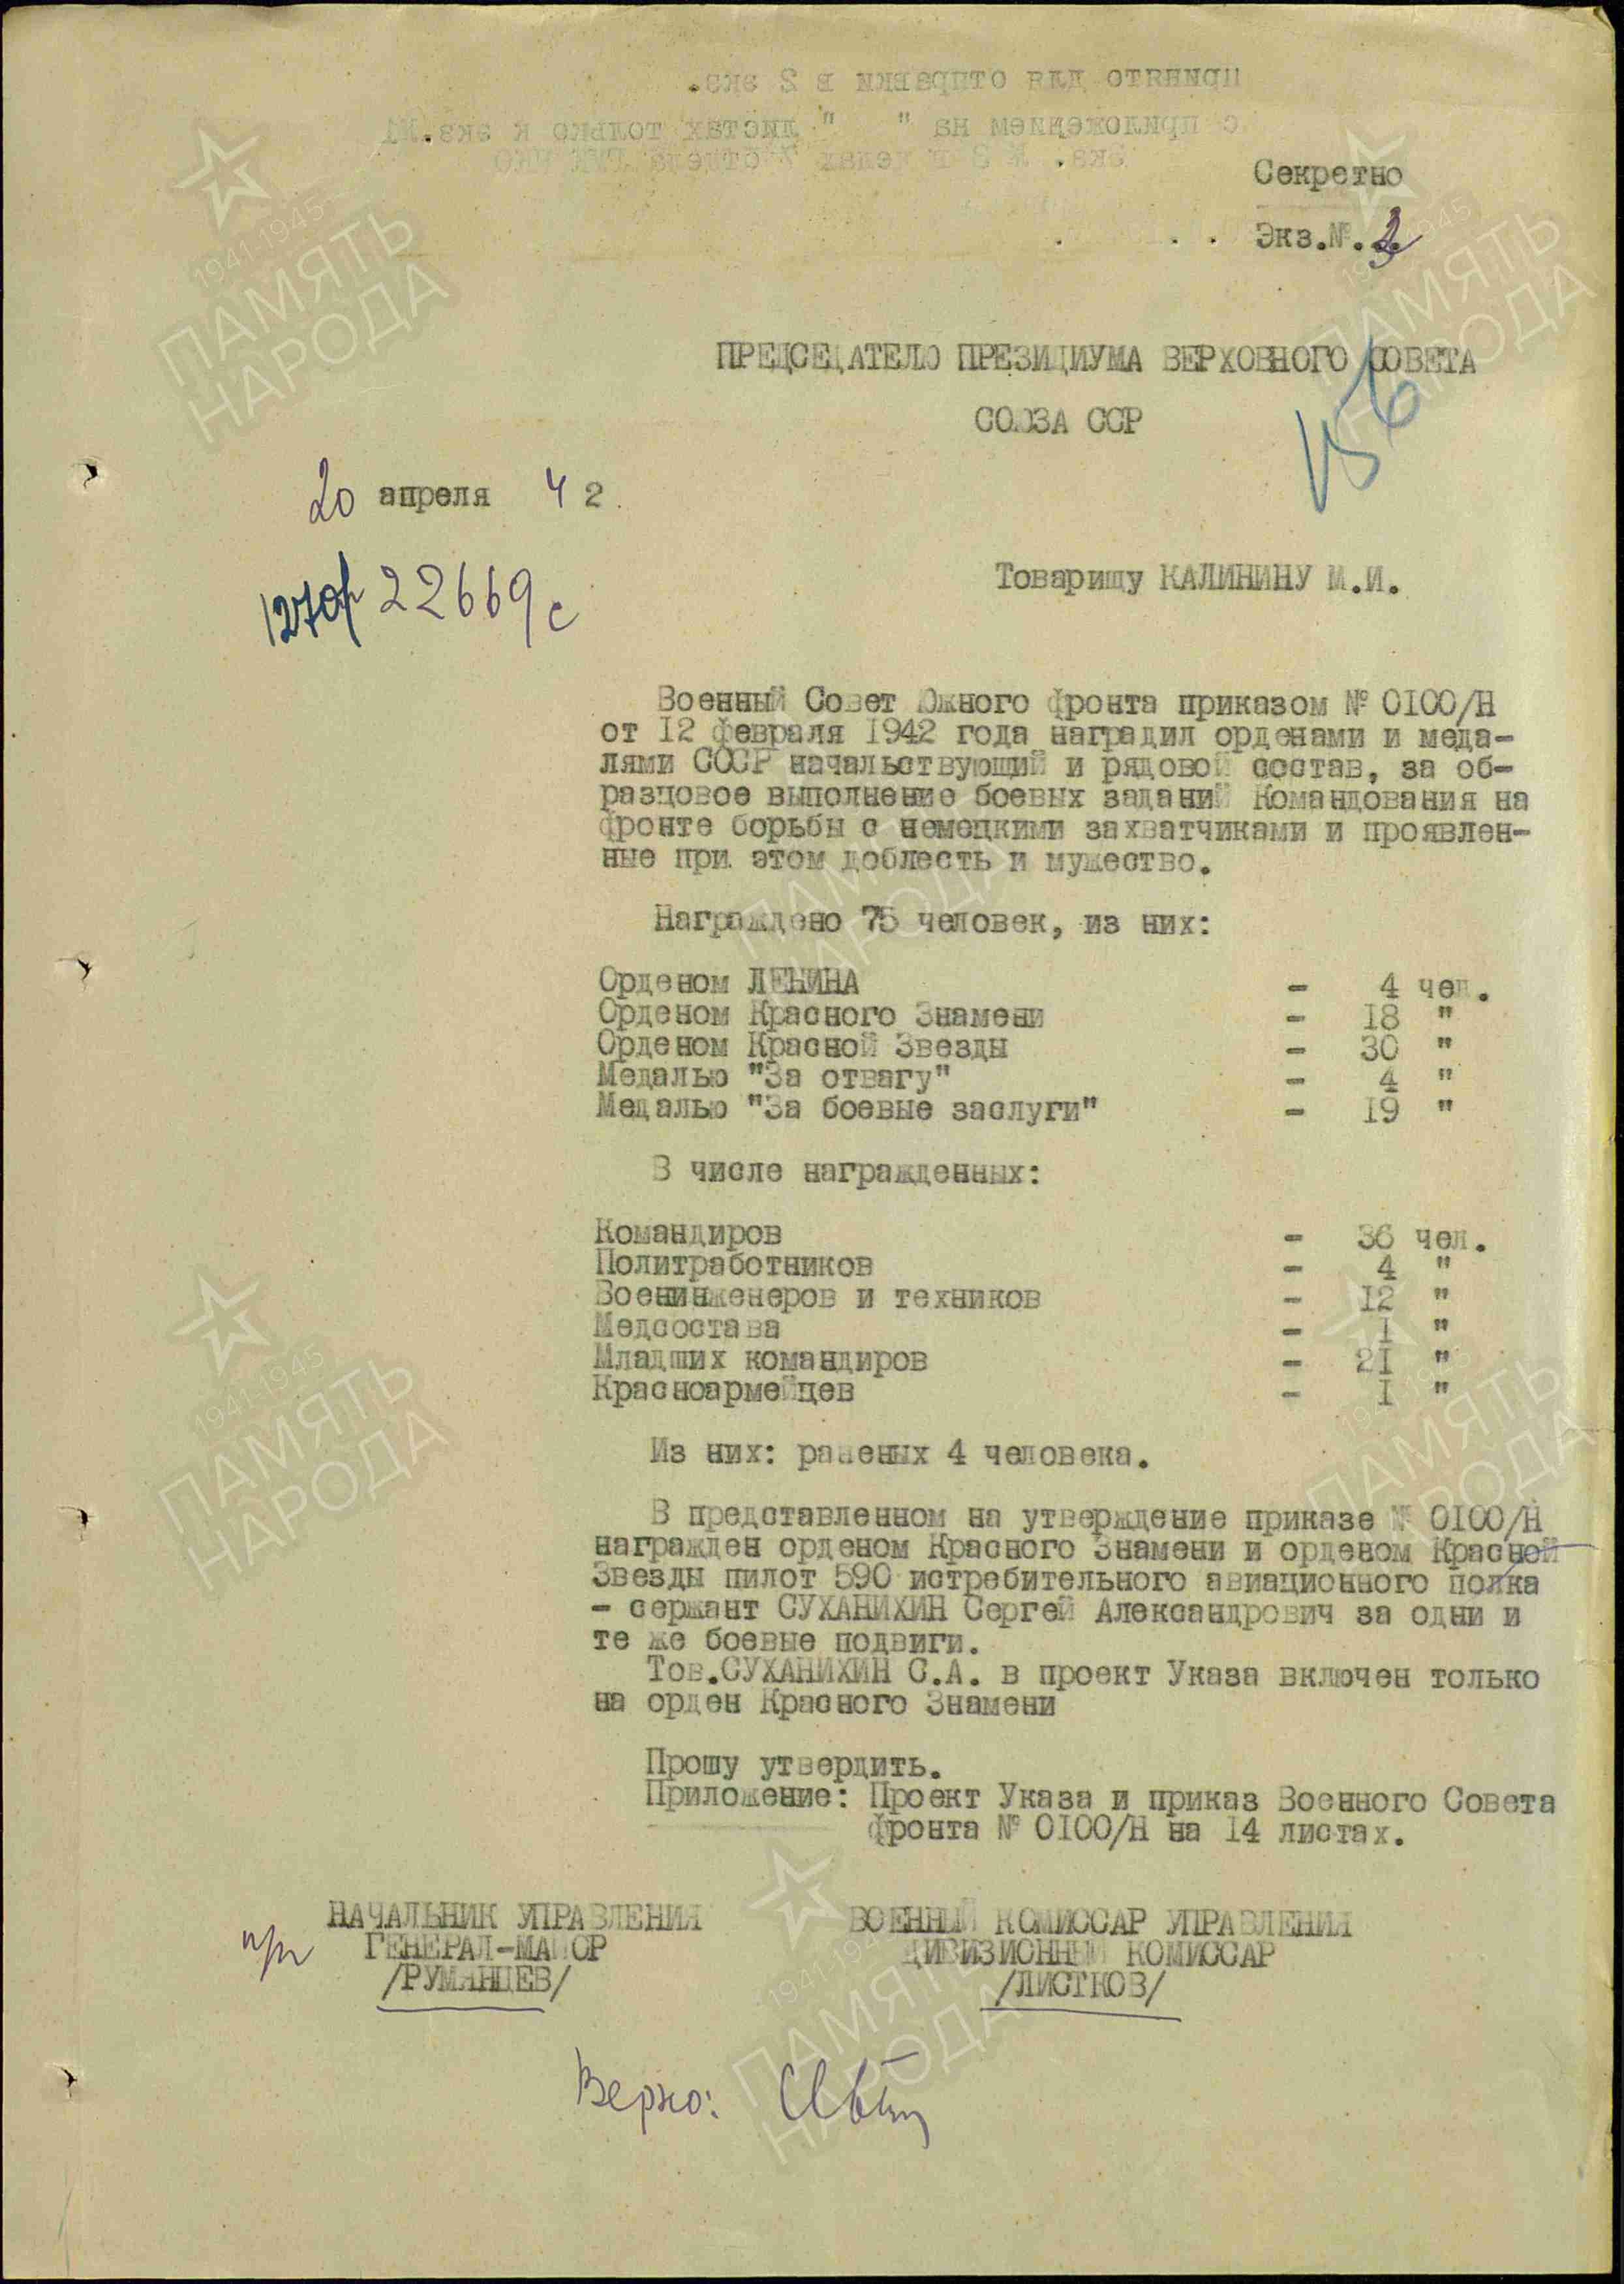 Секретно
Экз.№.3
ПРЕДСЕДАТЕЛЮ ПРЕЗИДИУМА ВЕРХОВНОГО СОВЕТА
СОЮЗА ССР
20 апреля 42
22669с
Товарищу КАЛИНИНУ М.И.
Военный Совет Южного фронта приказом № 0100/Н
от 12 февраля 1942 года наградил орденами и меда-
лями СССР начальствующий и рядовой состав, за об-
разцовое выполнение боевых заданий Командования на
фронте борьбы с немецкими захватчиками и проявлен-
ные при этом доблесть и мужество.
Награждено 75 человек, из них:
Орденом ЛЕНИНА - 4 чел.
Орденом Красного Знамени - 18 "
Орденом Красной Звезды - 30 "
Медалью "За отвагу" - 4 "
Медалью "За боевые заслуги" - 19 "
В числе награжденных:
Командиров - 36 чел.
Политработников - 4 "
Военинженеров и техников - 12 "
Медсостава - 1 "
Младших командиров - 21 "
Красноармейцев - 1 "
Из них: раненых 4 человека.
В представленном на утверждение приказе № 0100/Н
награжден орденом Красного Знамени и орденом Красной
Звезды пилот 590 истребительного авиационного полка
- сержант СУХАНИХИН Сергей Александрович за одни и
те же боевые подвиги.
Тов.СУХАНИХИН С.А. в проект Указа включен только
на орден Красного Знамени
Прошу утвердить.
Приложение: Проект Указа и приказ Военного Совета
фронта № 0100/Н на 14 листах.
НАЧАЛЬНИК УПРАВЛЕНИЯ
ГЕНЕРАЛ-МАЙОР
/РУМЯНЦЕВ/
ВОЕННЫЙ КОМИССАР УПРАВЛЕНИЯ
ДИВИЗИОННЫЙ КОМИССАР
/ЛИСТКОВ/
Верно:
1941 1945
ПАМЯТЬ
НАРОДА